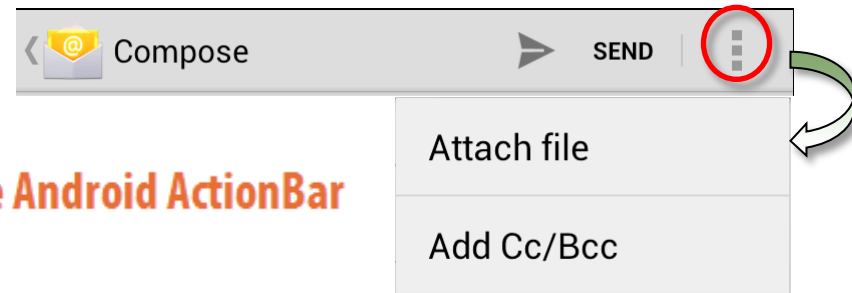 Compose
SEND
Attach file
Android ActionBar
Add Cc/Bcc